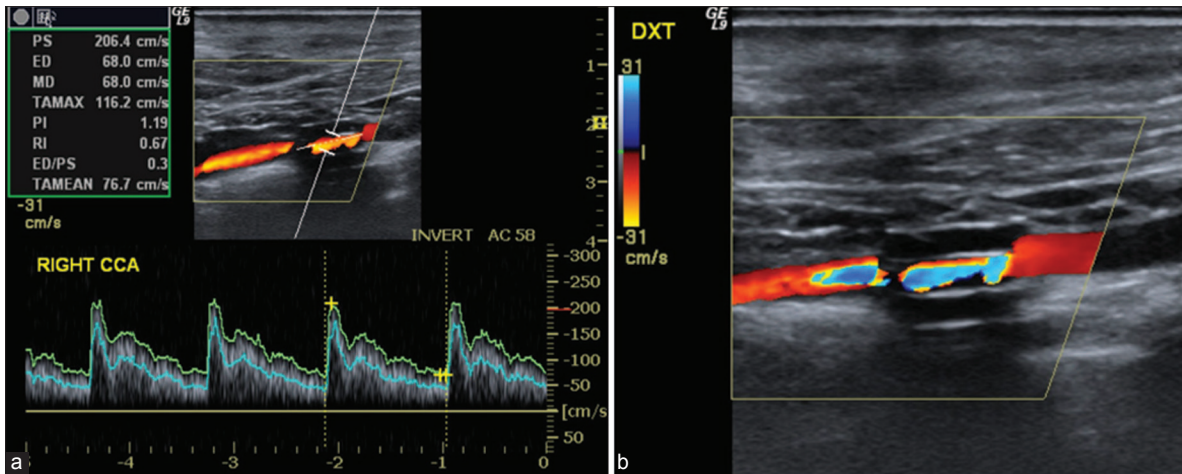 GE
L9
PS 206.4 cm/s
ED 68.0 cm/s
MD 68.0 cm/s
TAMAX 116.2 cm/s
PI 1.19
RI 0.67
ED/PS 0.3
TAMEAN 76.7 cm/s
-31
cm/s
1
2
3
4
INVERT AC 58
RIGHT CCA
-300
-250
-200
-150
-100
-50
[cm/s
50
-4
-3
-2
-1
0
a
GE
L9
DXT
31
-31
cm/s
b